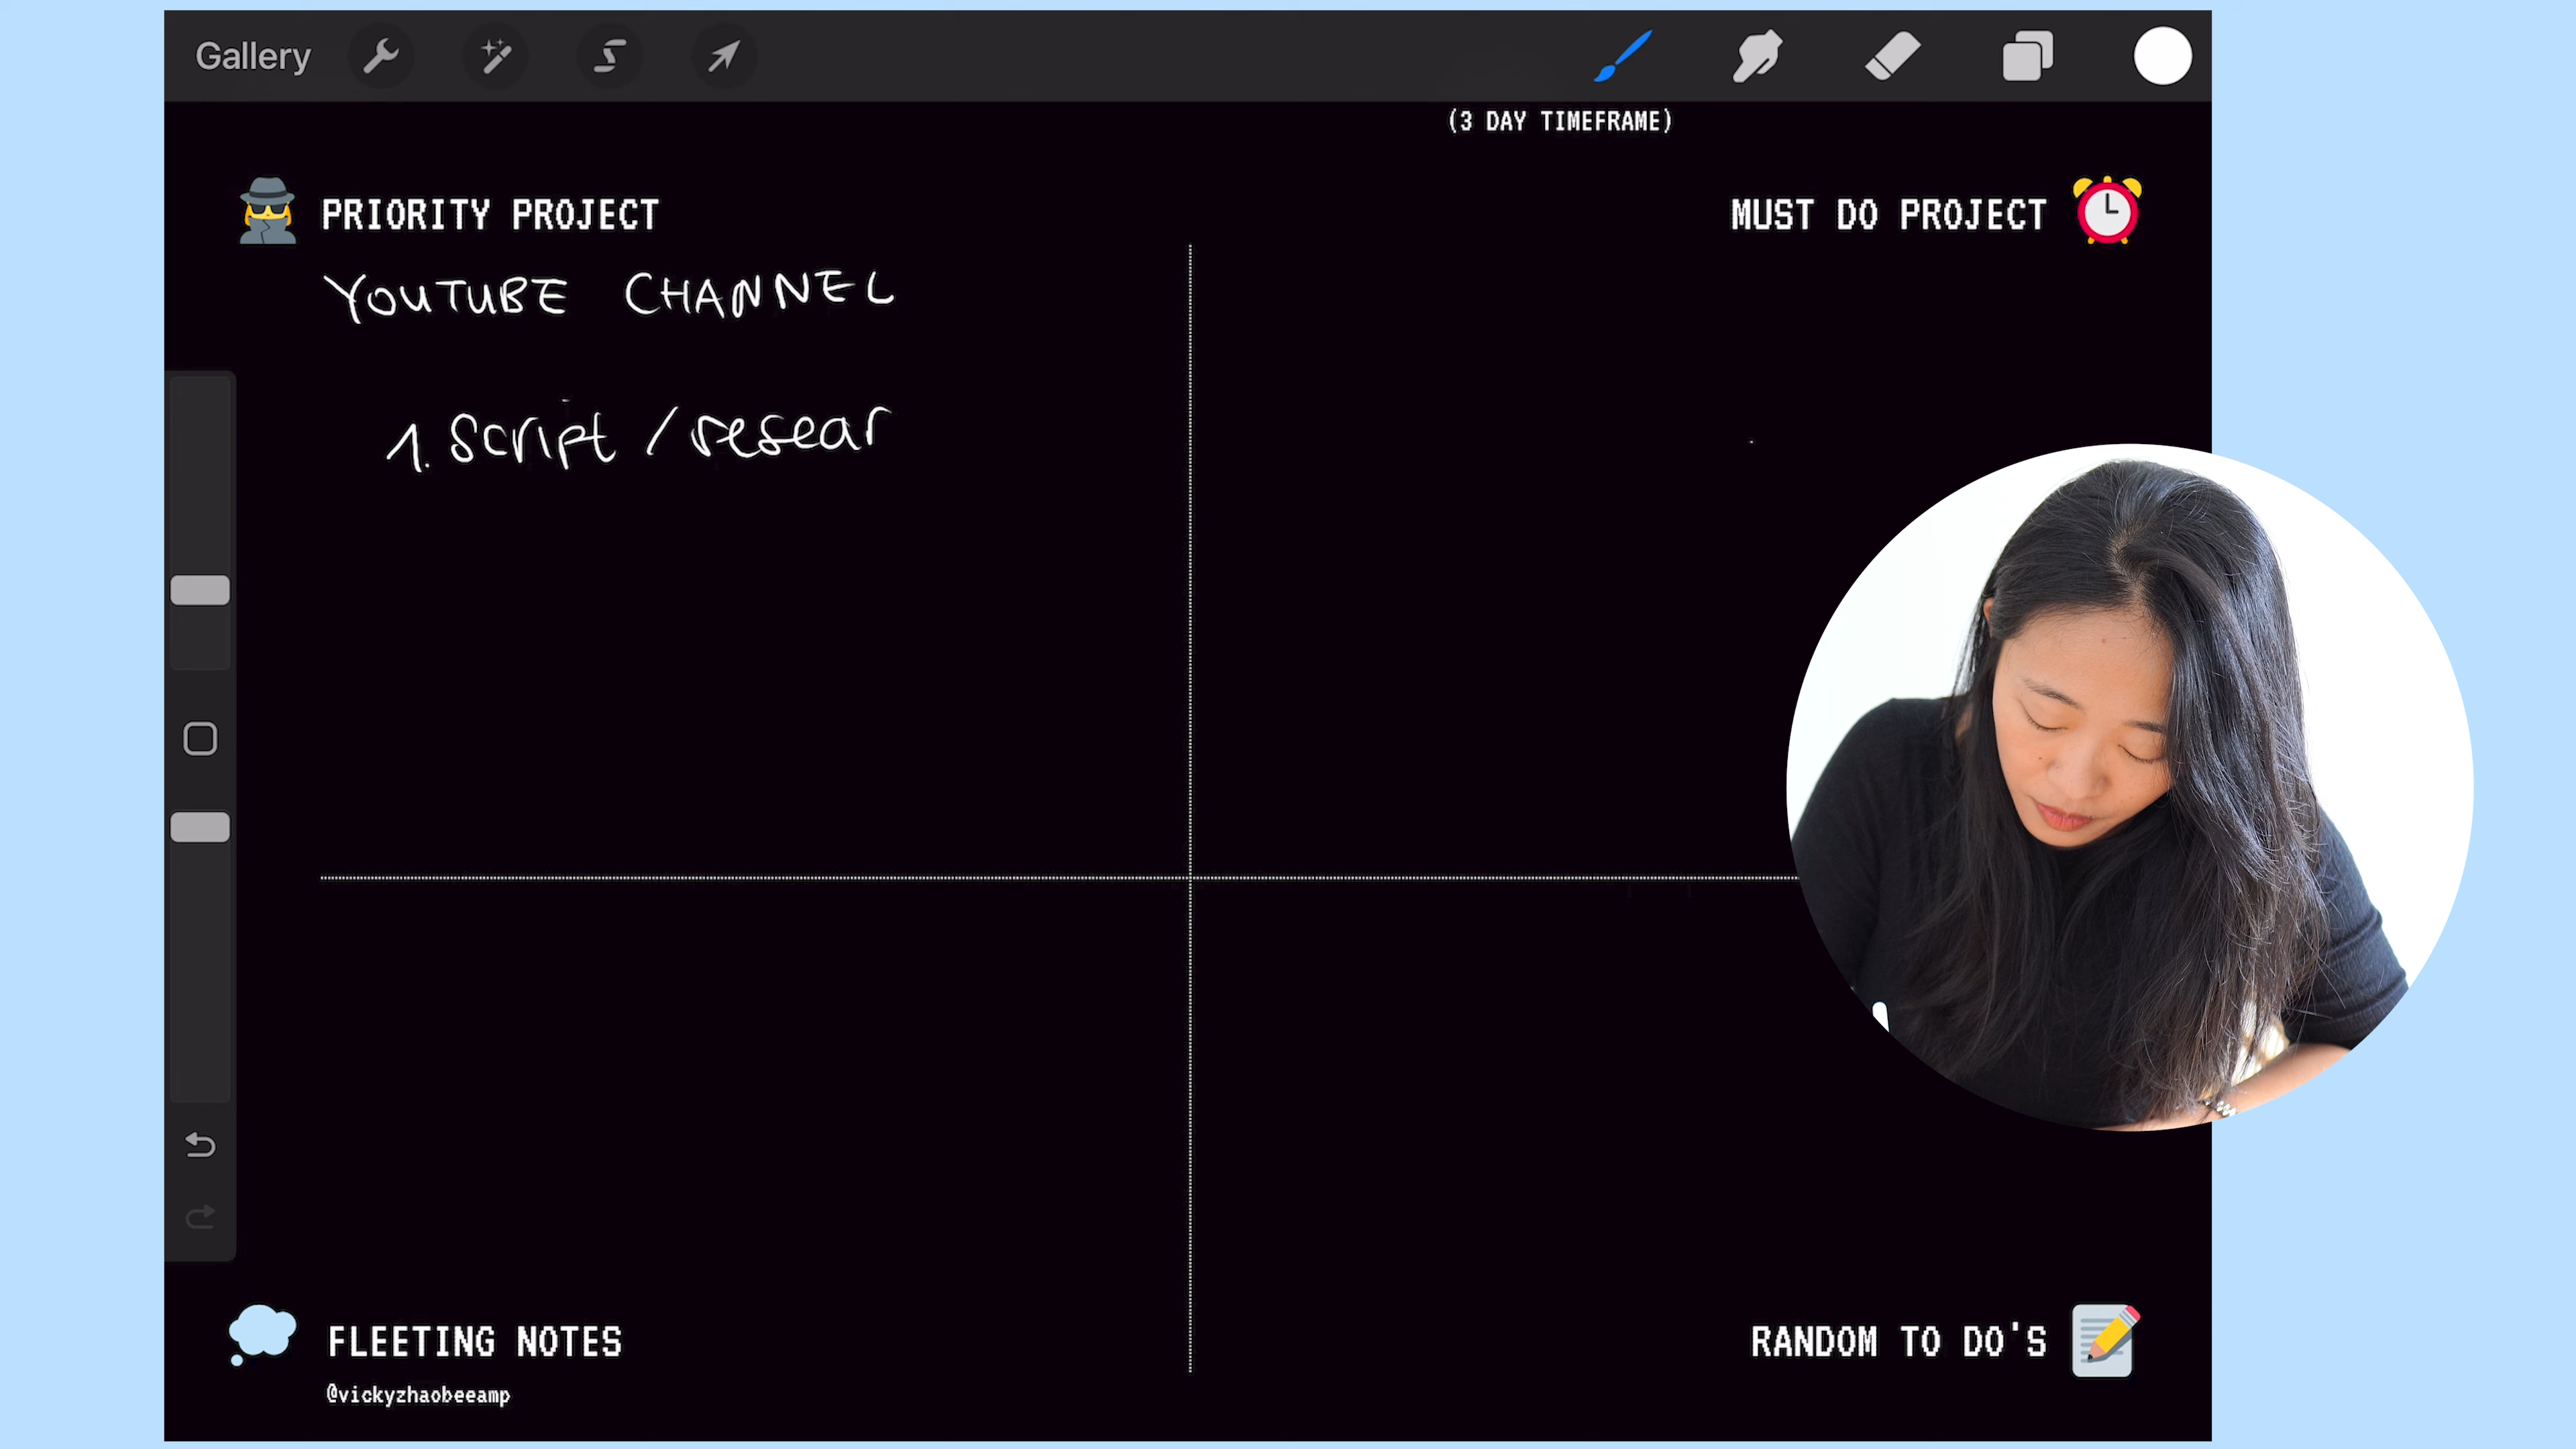 Gallery
(3 DAY TIMEFRAME)
PRIORITY PROJECT
MUST DO PROJECT
YOUTUBE CHANNEL
1. Script / resear
FLEETING NOTES
RANDOM TO DO'S
@vickyzhaobeeamp